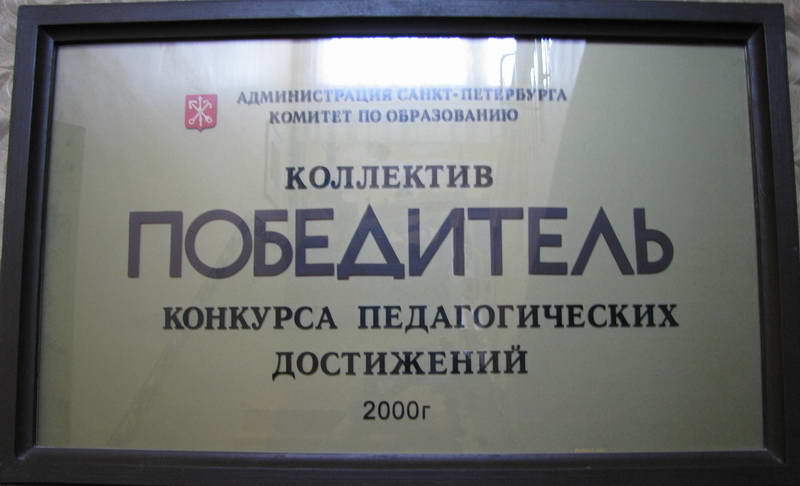 АДМИНИСТРАЦИЯ САНКТ-ПЕТЕРБУРГА
КОМИТЕТ ПО ОБРАЗОВАНИЮ
КОЛЛЕКТИВ
ПОБЕДИТЕЛЬ
КОНКУРСА ПЕДАГОГИЧЕСКИХ
ДОСТИЖЕНИЙ
2000г